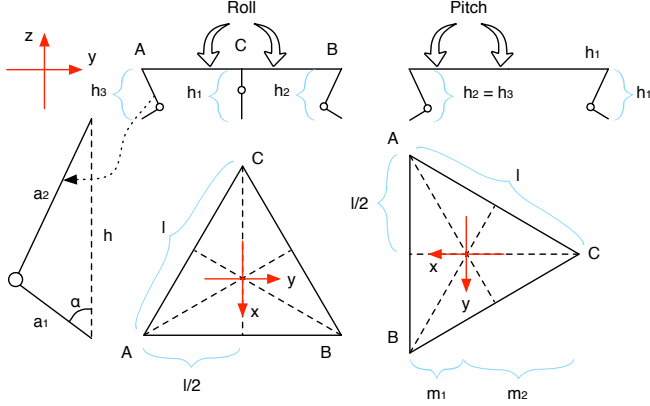 Roll
Pitch
z
y
A
C
B
h1
h3
h1
h2
h2 = h3
h1
a2
h
a1
α
C
l
y
x
A
B
l/2
A
l
l/2
x
y
C
B
m1
m2